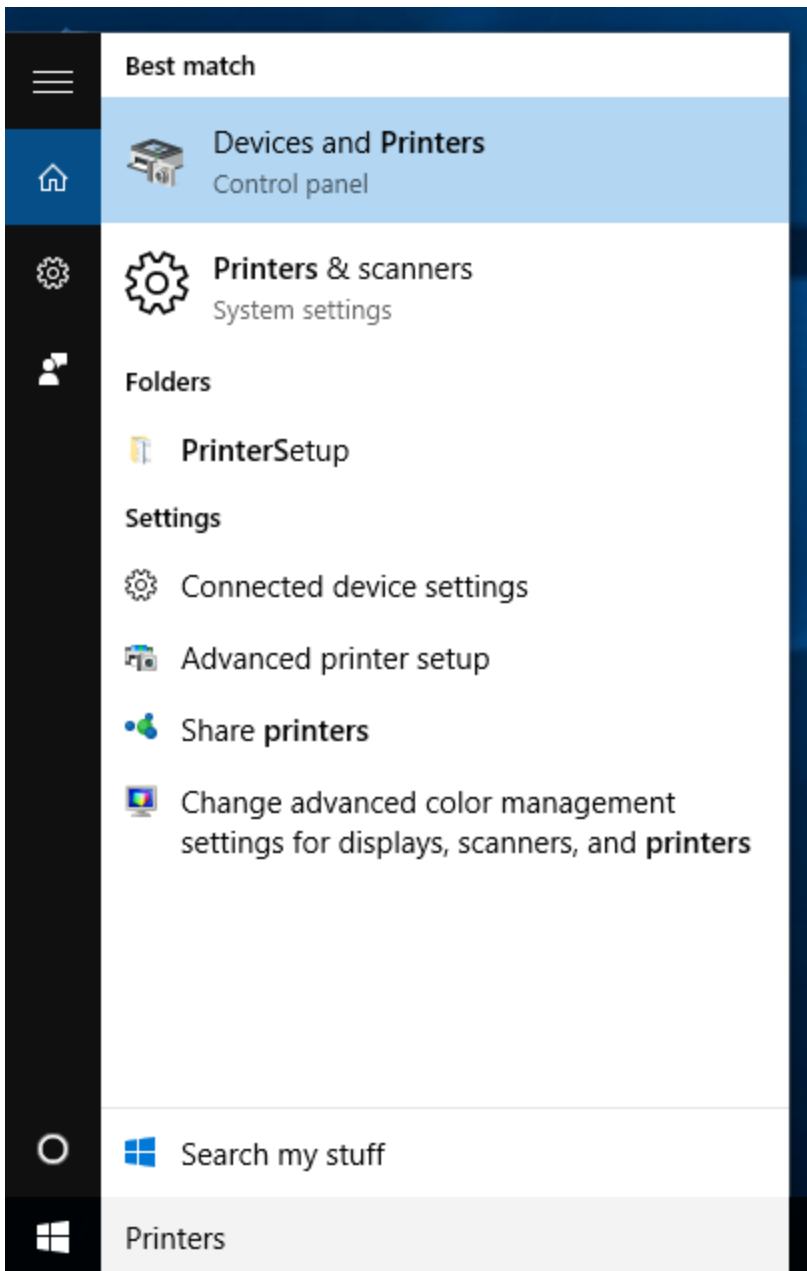 Best match
Devices and Printers
Control panel
Printers & scanners
System settings
Folders
PrinterSetup
Settings
Connected device settings
Advanced printer setup
Share printers
Change advanced color management
settings for displays, scanners, and printers
Search my stuff
Printers